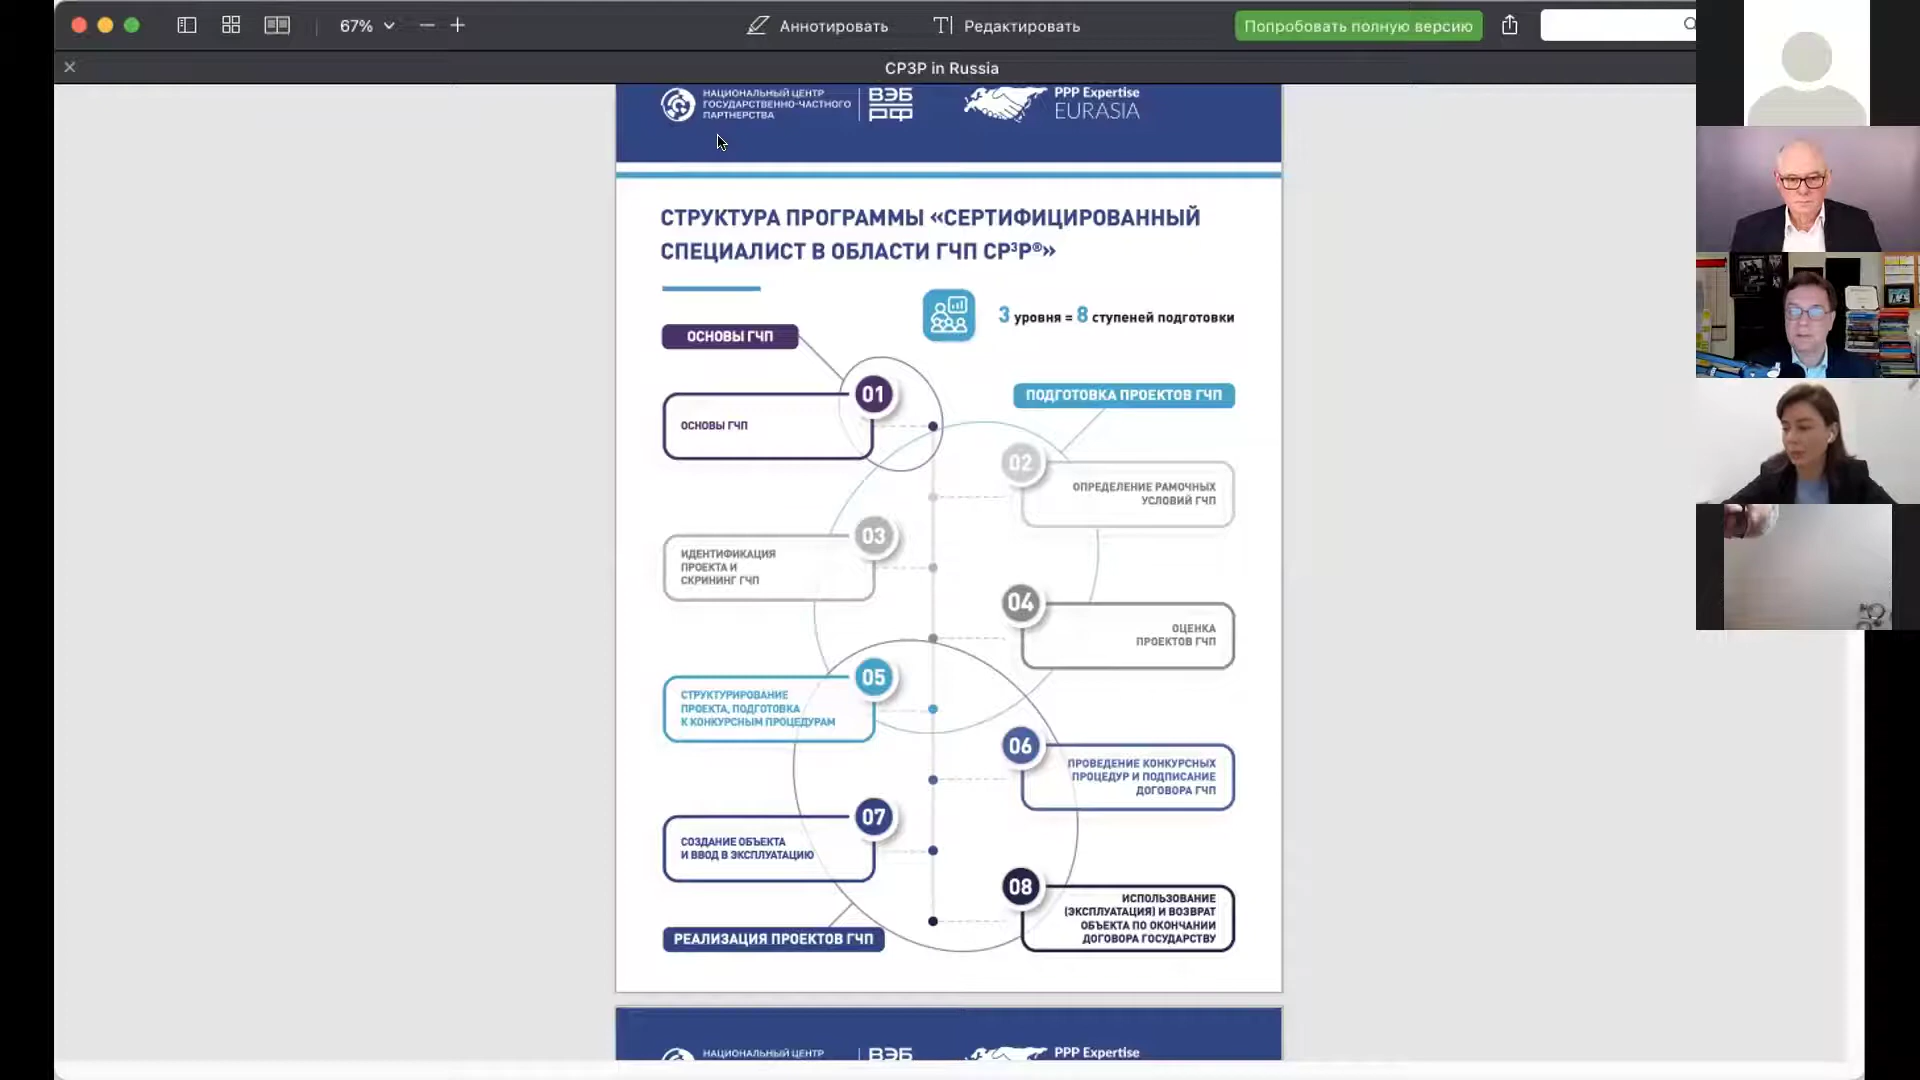 67%
Аннотировать
Редактировать
Попробовать полную версию
CP3P in Russia
НАЦИОНАЛЬНЫЙ ЦЕНТР
ГОСУДАРСТВЕННО-ЧАСТНОГО
ПАРТНЕРСТВА
ВЭБ
РФ
PPP Expertise
EURASIA
СТРУКТУРА ПРОГРАММЫ «СЕРТИФИЦИРОВАННЫЙ
СПЕЦИАЛИСТ В ОБЛАСТИ ГЧП CP³P®»
3 уровня = 8 ступеней подготовки
ОСНОВЫ ГЧП
01
ОСНОВЫ ГЧП
ПОДГОТОВКА ПРОЕКТОВ ГЧП
02
ОПРЕДЕЛЕНИЕ РАМОЧНЫХ
УСЛОВИЙ ГЧП
03
ИДЕНТИФИКАЦИЯ
ПРОЕКТА И
СКРИНИНГ ГЧП
04
ОЦЕНКА
ПРОЕКТОВ ГЧП
05
СТРУКТУРИРОВАНИЕ
ПРОЕКТА, ПОДГОТОВКА
К КОНКУРСНЫМ ПРОЦЕДУРАМ
06
ПРОВЕДЕНИЕ КОНКУРСНЫХ
ПРОЦЕДУР И ПОДПИСАНИЕ
ДОГОВОРА ГЧП
07
СОЗДАНИЕ ОБЪЕКТА
И ВВОД В ЭКСПЛУАТАЦИЮ
08
ИСПОЛЬЗОВАНИЕ
(ЭКСПЛУАТАЦИЯ) И ВОЗВРАТ
ОБЪЕКТА ПО ОКОНЧАНИИ
ДОГОВОРА ГОСУДАРСТВУ
РЕАЛИЗАЦИЯ ПРОЕКТОВ ГЧП
НАЦИОНАЛЬНЫЙ ЦЕНТР
ВЭБ
PPP Expertise